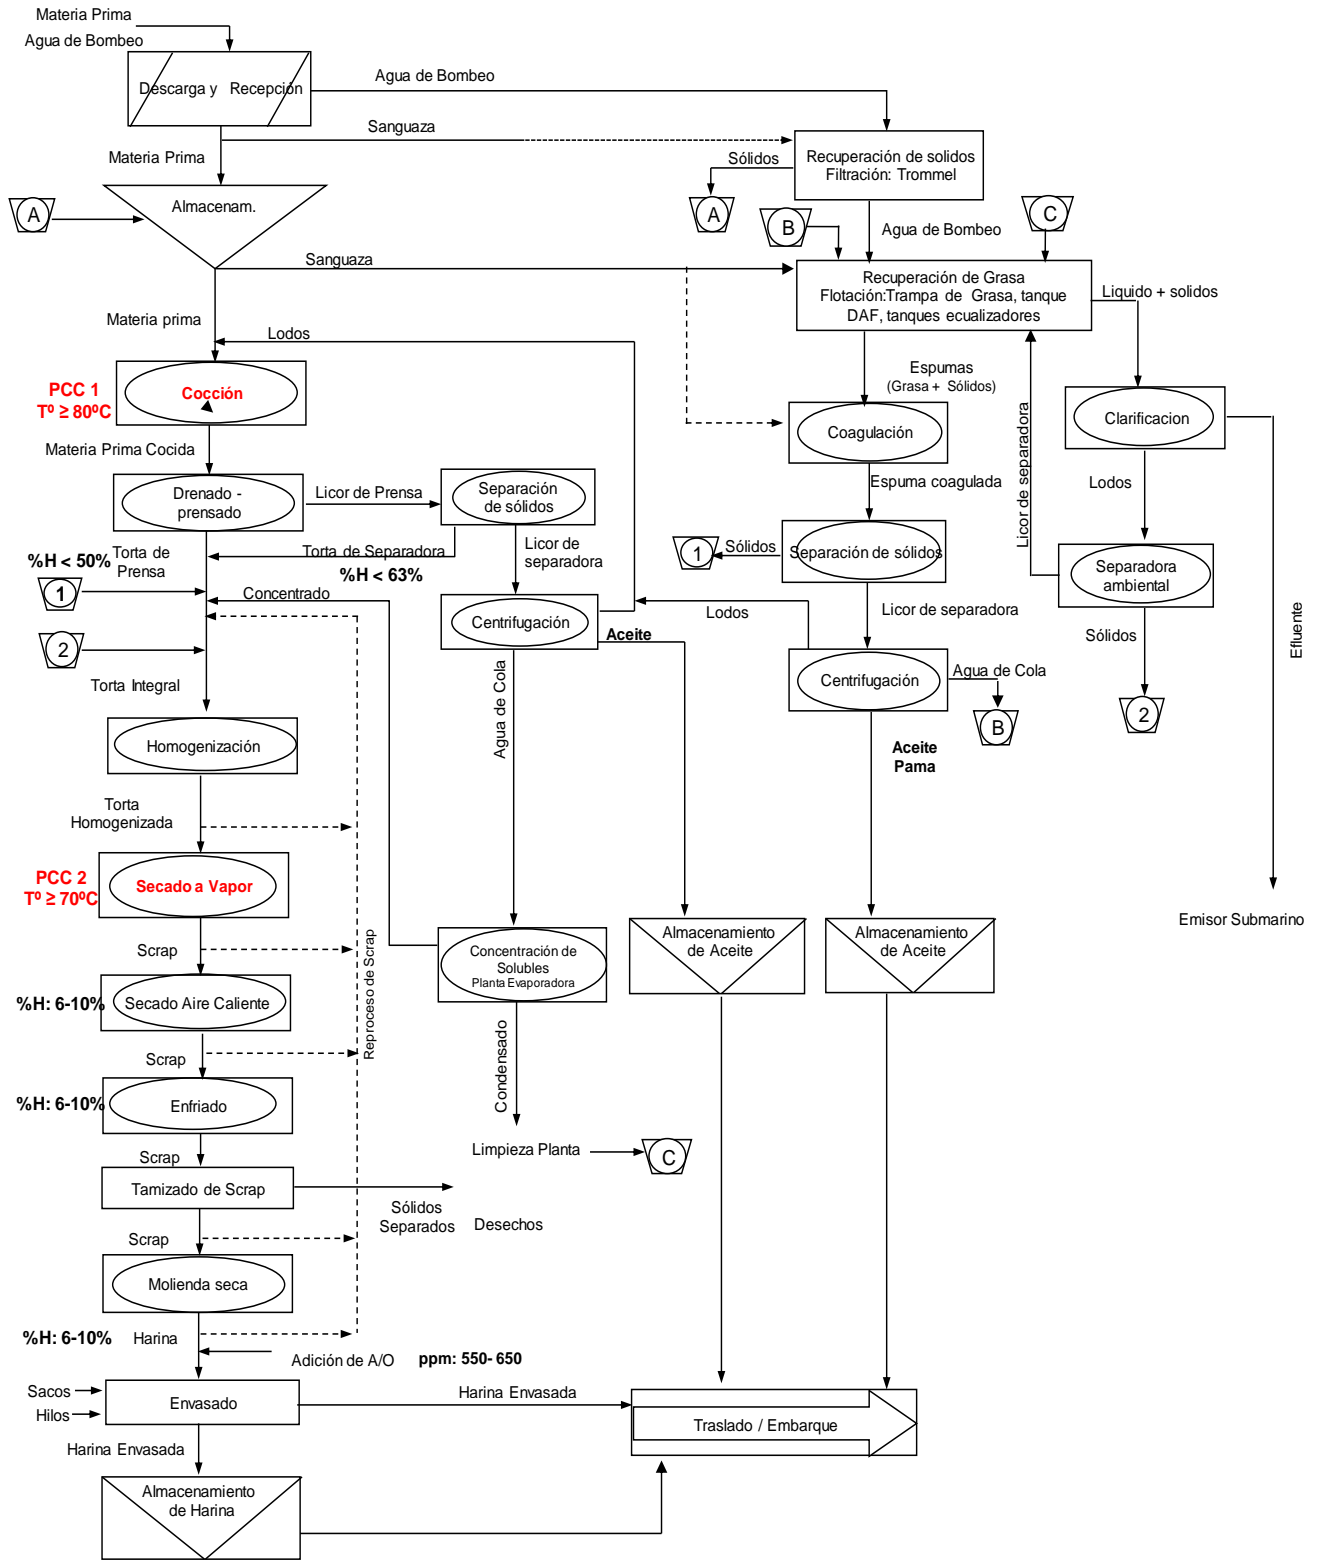 Materia Prima
Agua de Bombeo
Descarga y Recepción
Agua de Bombeo
Sanguaza
Materia Prima
Recuperación de solidos
Filtración: Trommel
Sólidos
A
A
Almacenam.
B
C
Agua de Bombeo
Sanguaza
Recuperación de Grasa
Flotación:Trampa de Grasa, tanque
DAF, tanques ecualizadores
Liquido + solidos
Materia prima
Lodos
PCC 1
Tº ≥ 80ºC
Cocción
Espumas
(Grasa + Sólidos)
Licor de separadora
Clarificacion
Coagulación
Materia Prima Cocida
Drenado -
prensado
Licor de Prensa
Separación
de sólidos
Espuma coagulada
Lodos
%H < 50%
Torta de
Prensa
Torta de Separadora
%H < 63%
Licor de
separadora
1
Sólidos
Separación de sólidos
Separadora
ambiental
1
Concentrado
Centrifugación
Aceite
Lodos
Licor de separadora
Sólidos
Efluente
2
Torta Integral
Agua de Cola
Centrifugación
Agua de Cola
B
2
Homogenización
Aceite
Pama
Torta
Homogenizada
PCC 2
Tº ≥ 70ºC
Secado a Vapor
Emisor Submarino
Scrap
Reproceso de Scrap
Concentración de
Solubles
Planta Evaporadora
Almacenamiento
de Aceite
Almacenamiento
de Aceite
%H: 6-10%
Secado Aire Caliente
Scrap
Condensado
%H: 6-10%
Enfriado
Limpieza Planta
C
Scrap
Tamizado de Scrap
Sólidos
Separados
Desechos
Scrap
Molienda seca
%H: 6-10%
Harina
Adición de A/O
ppm: 550- 650
Sacos
Hilos
Envasado
Harina Envasada
Traslado / Embarque
Harina Envasada
Almacenamiento
de Harina